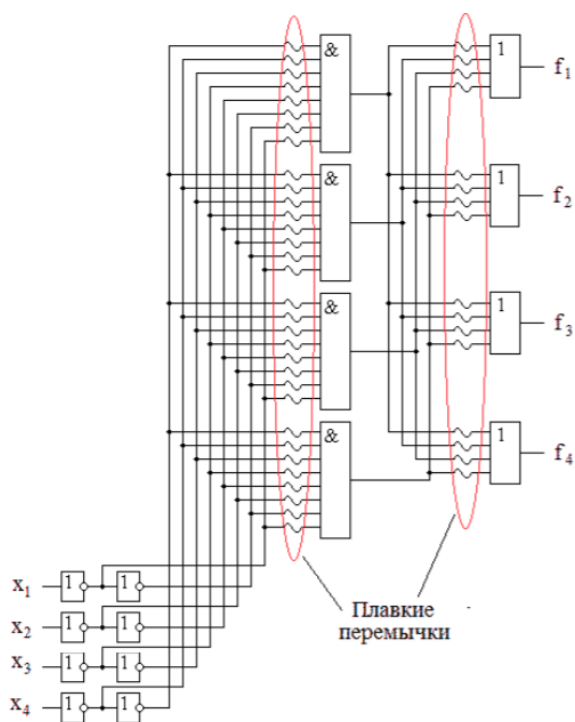 & 1 f1
& 1 f2
& 1 f3
& 1 f4
x1 1 1
x2 1 1
x3 1 1
x4 1 1
Плавкие
перемычки